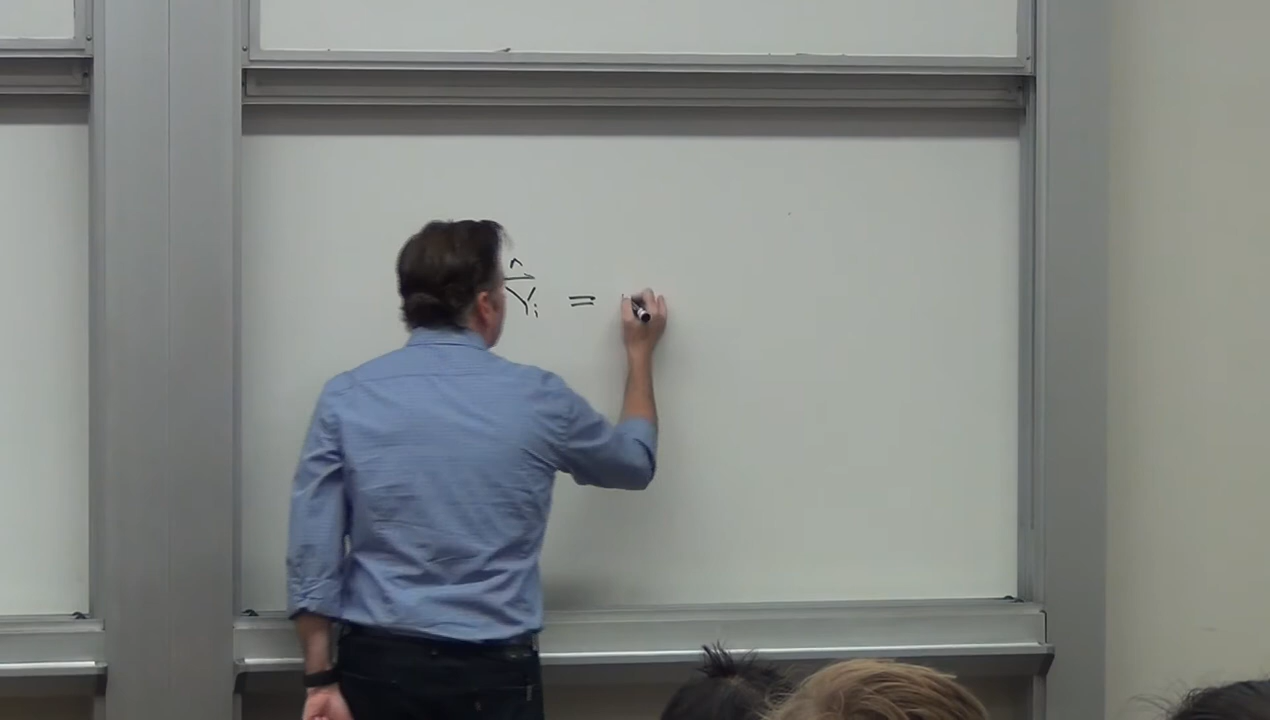 Ŷᵢ =